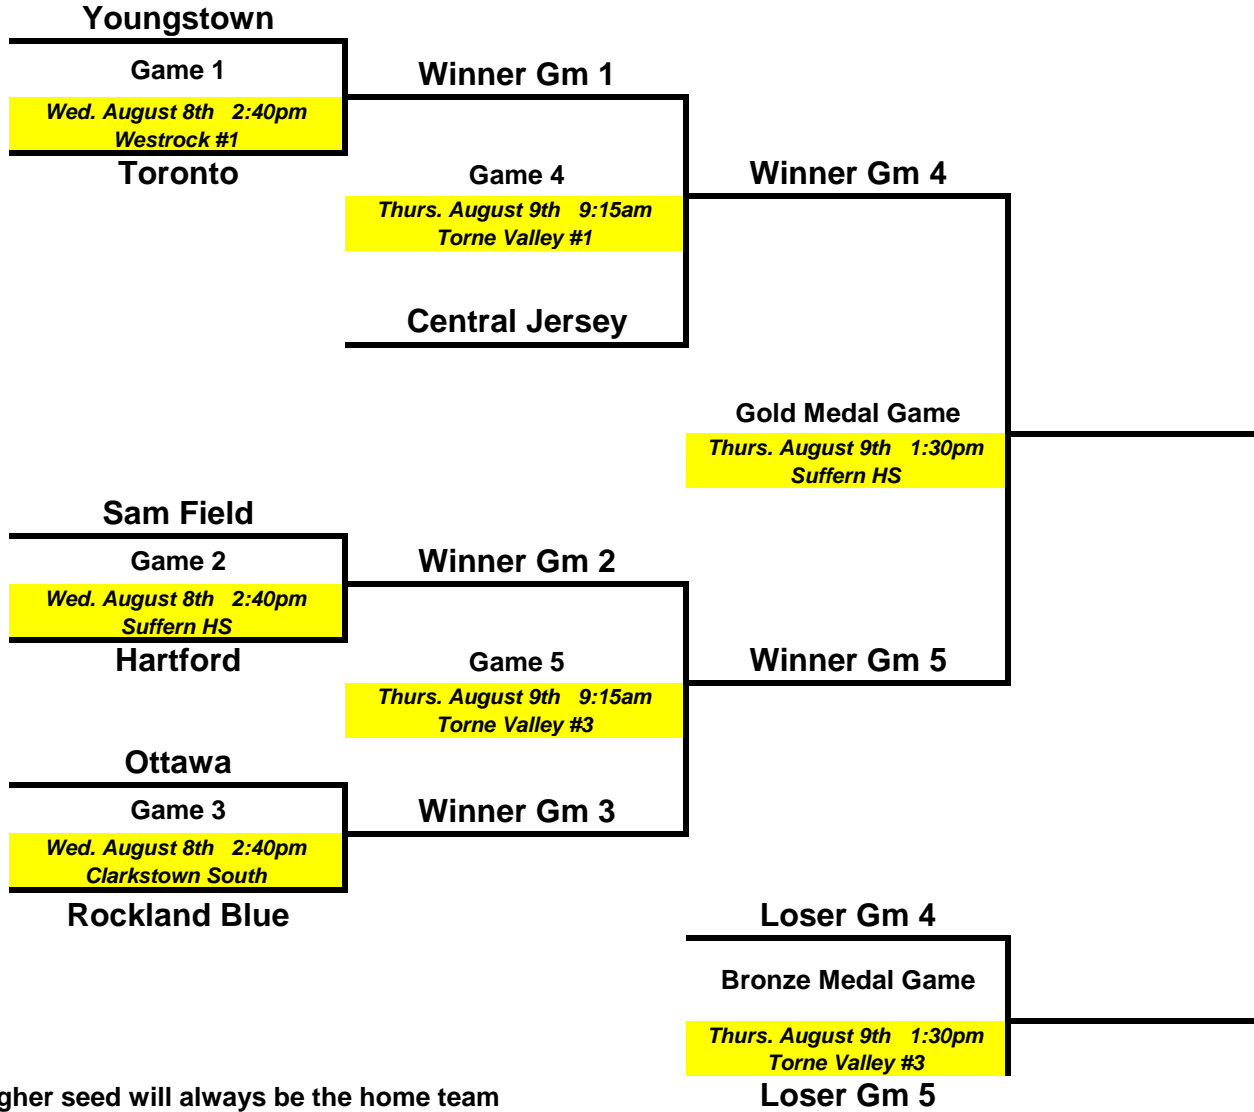 Youngstown
Game 1
Wed. August 8th 2:40pm
Westrock #1
Toronto
Winner Gm 1
Game 4
Thurs. August 9th 9:15am
Torne Valley #1
Central Jersey
Winner Gm 4
Gold Medal Game
Thurs. August 9th 1:30pm
Suffern HS
Sam Field
Game 2
Wed. August 8th 2:40pm
Suffern HS
Hartford
Winner Gm 2
Game 5
Thurs. August 9th 9:15am
Torne Valley #3
Winner Gm 5
Ottawa
Game 3
Wed. August 8th 2:40pm
Clarkstown South
Rockland Blue
Winner Gm 3
Loser Gm 4
Bronze Medal Game
Thurs. August 9th 1:30pm
Torne Valley #3
Loser Gm 5
gher seed will always be the home team